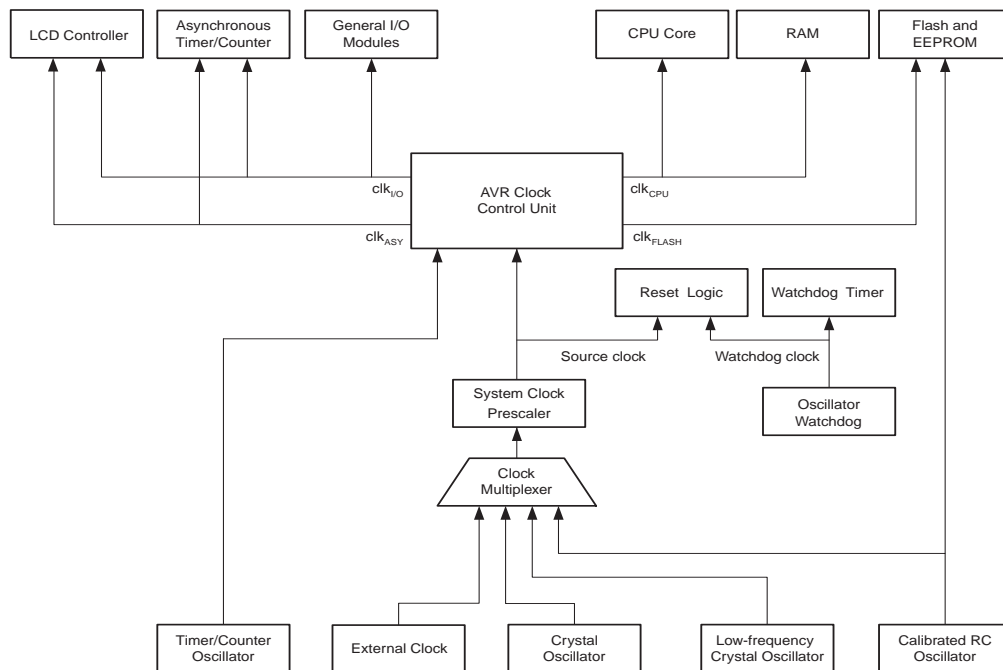 LCD Controller
Asynchronous
Timer/Counter
General I/O
Modules
CPU Core
RAM
Flash and
EEPROM
clkI/O
AVR Clock
Control Unit
clkCPU
clkASY
clkFLASH
Reset Logic
Watchdog Timer
Source clock
Watchdog clock
System Clock
Prescaler
Oscillator
Watchdog
Clock
Multiplexer
Timer/Counter
Oscillator
External Clock
Crystal
Oscillator
Low-frequency
Crystal Oscillator
Calibrated RC
Oscillator